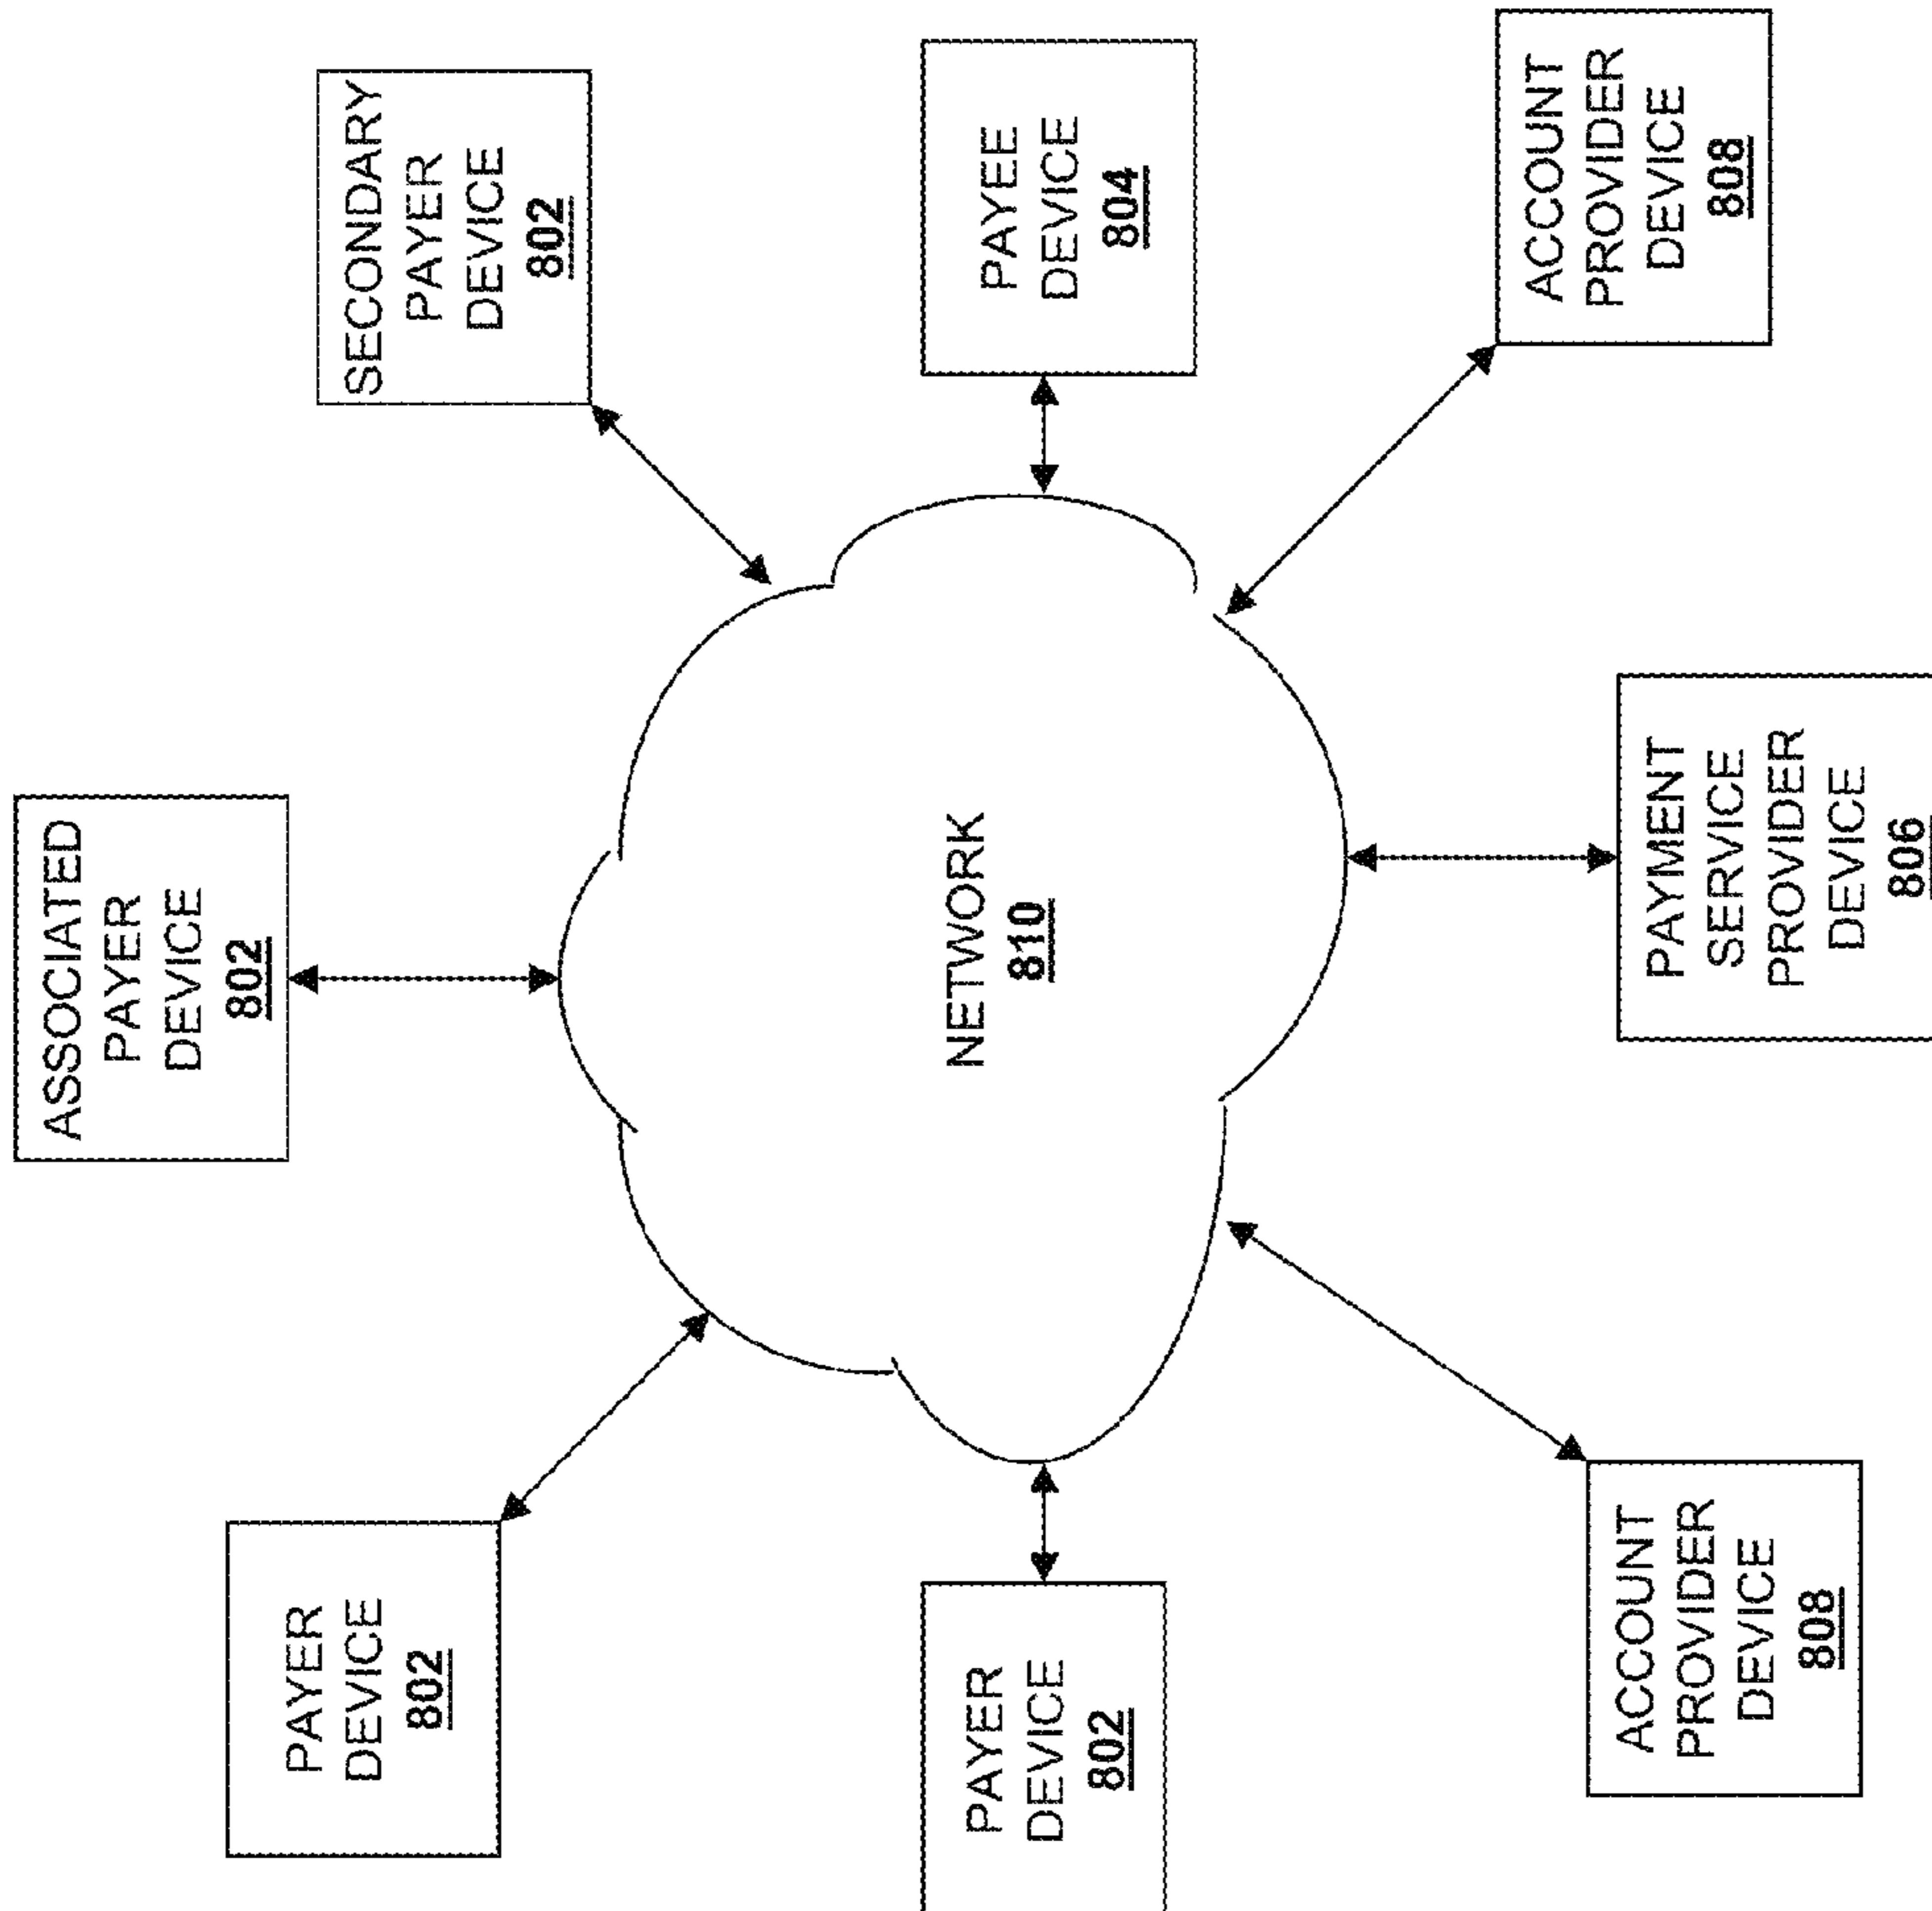 ASSOCIATED
PAYER
DEVICE
802
PAYER
DEVICE
802
SECONDARY
PAYER
DEVICE
802
PAYER
DEVICE
802
NETWORK
810
PAYEE
DEVICE
804
ACCOUNT
PROVIDER
DEVICE
808
PAYMENT
SERVICE
PROVIDER
DEVICE
806
ACCOUNT
PROVIDER
DEVICE
808